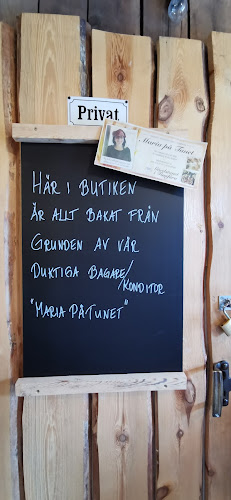 Privat
Maria på Tunet
HÄR I BUTIKEN
ÄR ALLT BAKAT FRÅN
GRUNDEN AV VÅR
DUKTIGA BAGARE/
KONDITOR
"MARIA PÅ TUNET"